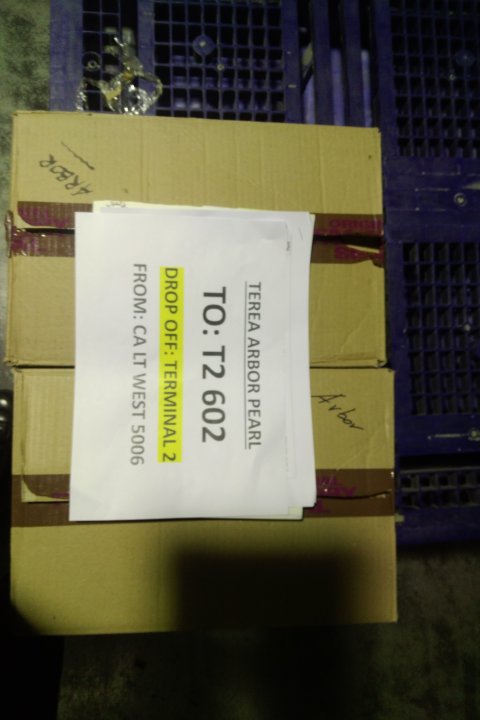 TEREA ARBOR PEARL
TO: T2 602
DROP OFF: TERMINAL 2
FROM: CA LT WEST 5006
ARBOR
Arbor